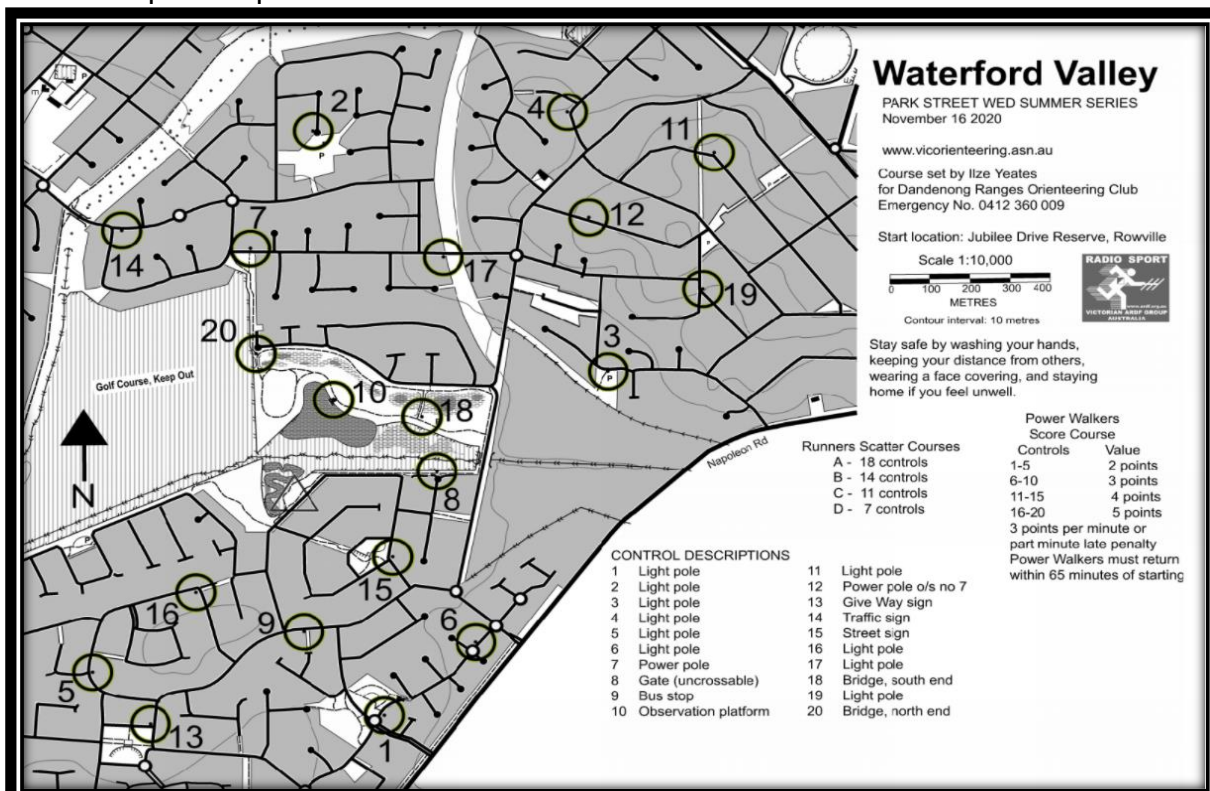 Waterford Valley
PARK STREET WED SUMMER SERIES
November 16 2020
www.vicorienteering.asn.au
Course set by Ilze Yeates
for Dandenong Ranges Orienteering Club
Emergency No. 0412 360 009
Start location: Jubilee Drive Reserve, Rowville
Scale 1:10,000
0 100 200 300 400
METRES
Contour interval: 10 metres
RADIO SPORT
www.ardf.org.au
VICTORIAN ARDF GROUP
AUSTRALIA
Stay safe by washing your hands,
keeping your distance from others,
wearing a face covering, and staying
home if you feel unwell.
Power Walkers
Score Course
Controls Value
1-5 2 points
6-10 3 points
11-15 4 points
16-20 5 points
3 points per minute or
part minute late penalty
Power Walkers must return
within 65 minutes of starting
Runners Scatter Courses
A - 18 controls
B - 14 controls
C - 11 controls
D - 7 controls
CONTROL DESCRIPTIONS
1 Light pole
2 Light pole
3 Light pole
4 Light pole
5 Light pole
6 Light pole
7 Power pole
8 Gate (uncrossable)
9 Bus stop
10 Observation platform
11 Light pole
12 Power pole o/s no 7
13 Give Way sign
14 Traffic sign
15 Street sign
16 Light pole
17 Light pole
18 Bridge, south end
19 Light pole
20 Bridge, north end
Golf Course, Keep Out
Napoleon Rd
N
2
4
11
12
7
14
17
19
20
3
10
18
8
15
16
9
6
5
13
1
P
P
P
P
P
m